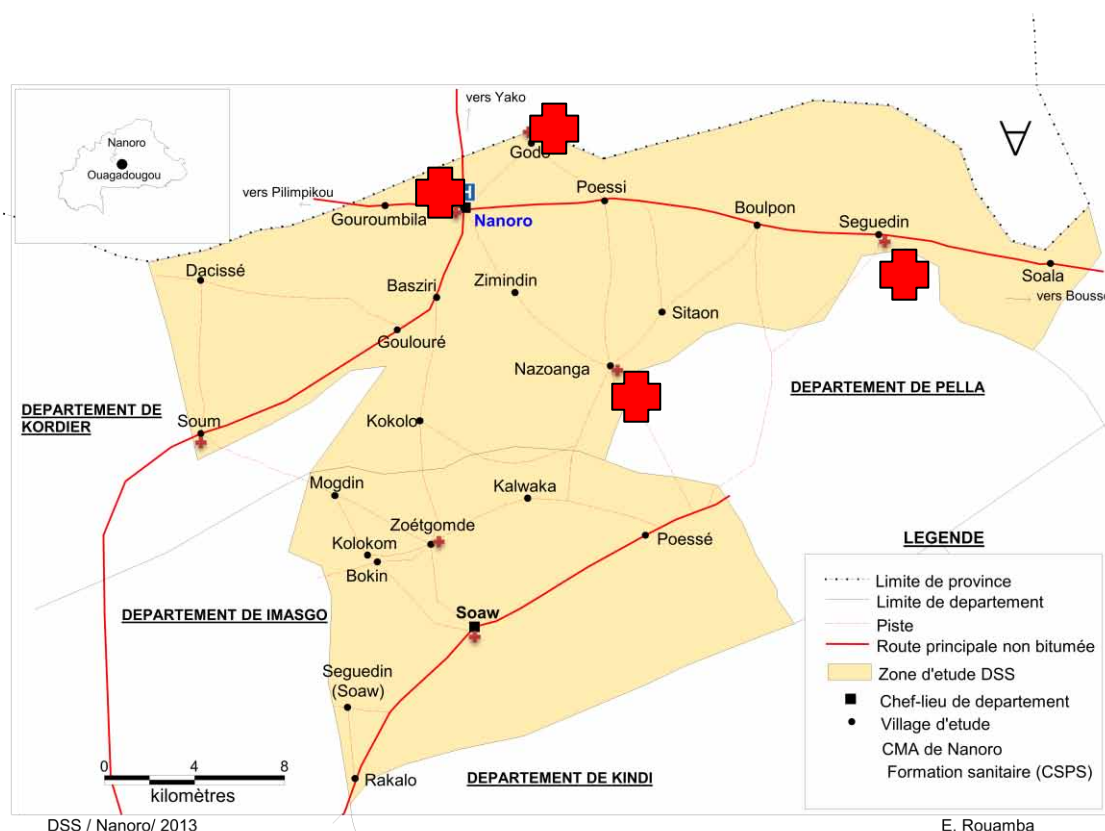 vers Yako
Nanoro
Ouagadougou
Godo
vers Pilimpikou
H
Gouroumbila
Nanoro
Poessi
Boulpon
Seguedin
Soala
vers Bousse
Dacissé
Basziri
Zimindin
Sitaon
Goulouré
Nazoanga
DEPARTEMENT DE PELLA
DEPARTEMENT DE
KORDIER
Soum
Kokolo
Mogdin
Kalwaka
Zoétgomde
Kolokom
Bokin
Poessé
DEPARTEMENT DE IMASGO
Soaw
Seguedin
(Soaw)
Rakalo
DEPARTEMENT DE KINDI
0 4 8
kilomètres
LEGENDE
Limite de province
Limite de departement
Piste
Route principale non bitumée
Zone d'etude DSS
Chef-lieu de departement
Village d'etude
CMA de Nanoro
Formation sanitaire (CSPS)
DSS / Nanoro/ 2013
E. Rouamba